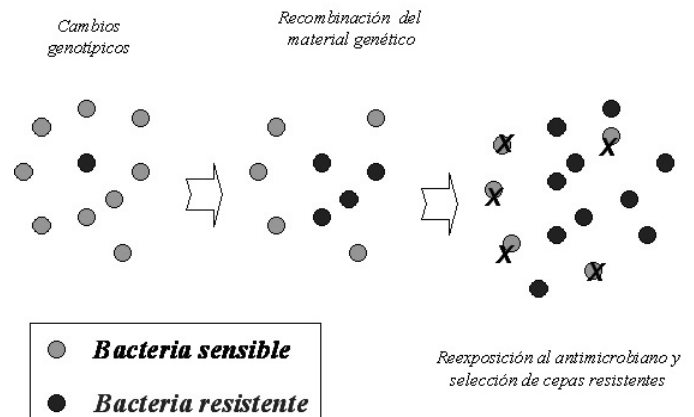 Cambios
genotípicos
Recombinación del
material genético
X
X
X
X
X
Bacteria sensible
Bacteria resistente
Reexposición al antimicrobiano y
selección de cepas resistentes